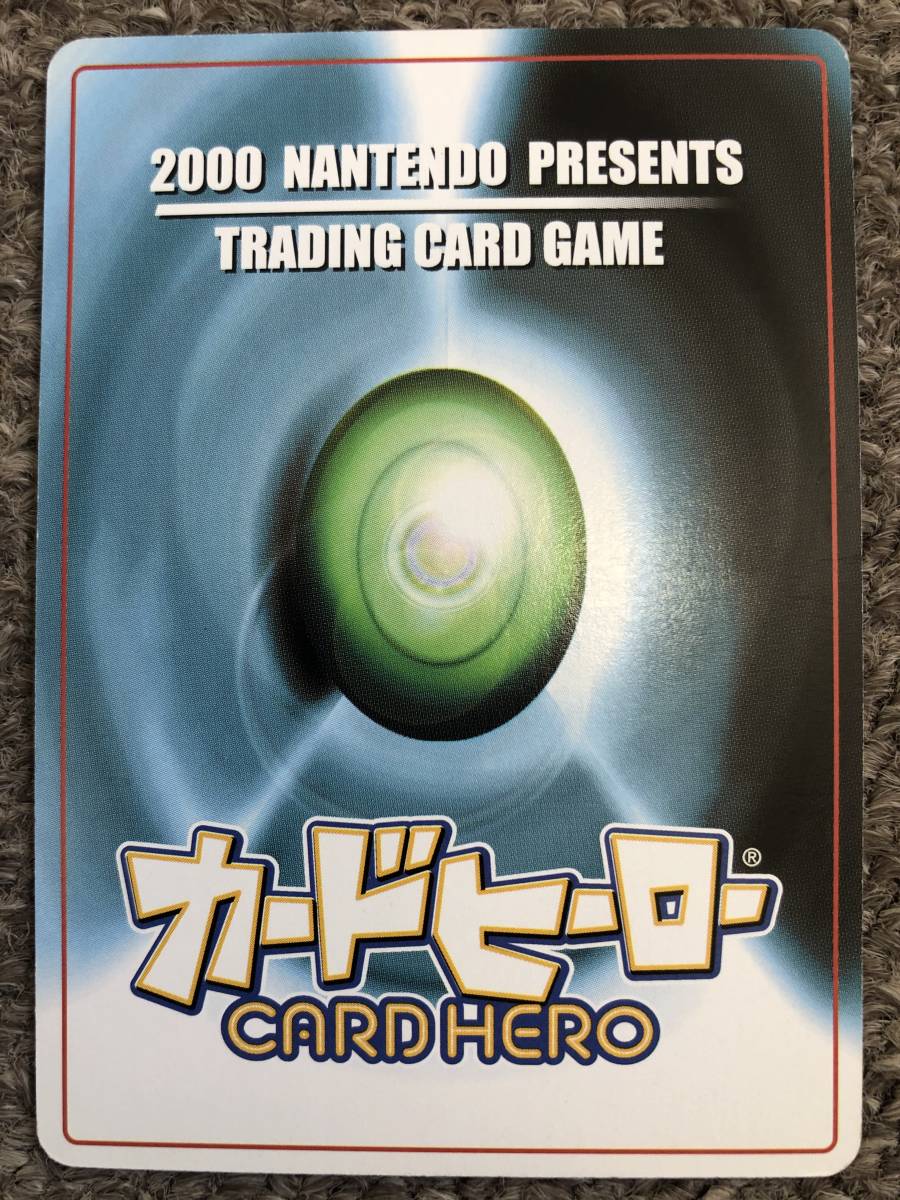 2000 NANTENDO PRESENTS
TRADING CARD GAME
カードヒーロー®
CARD HERO